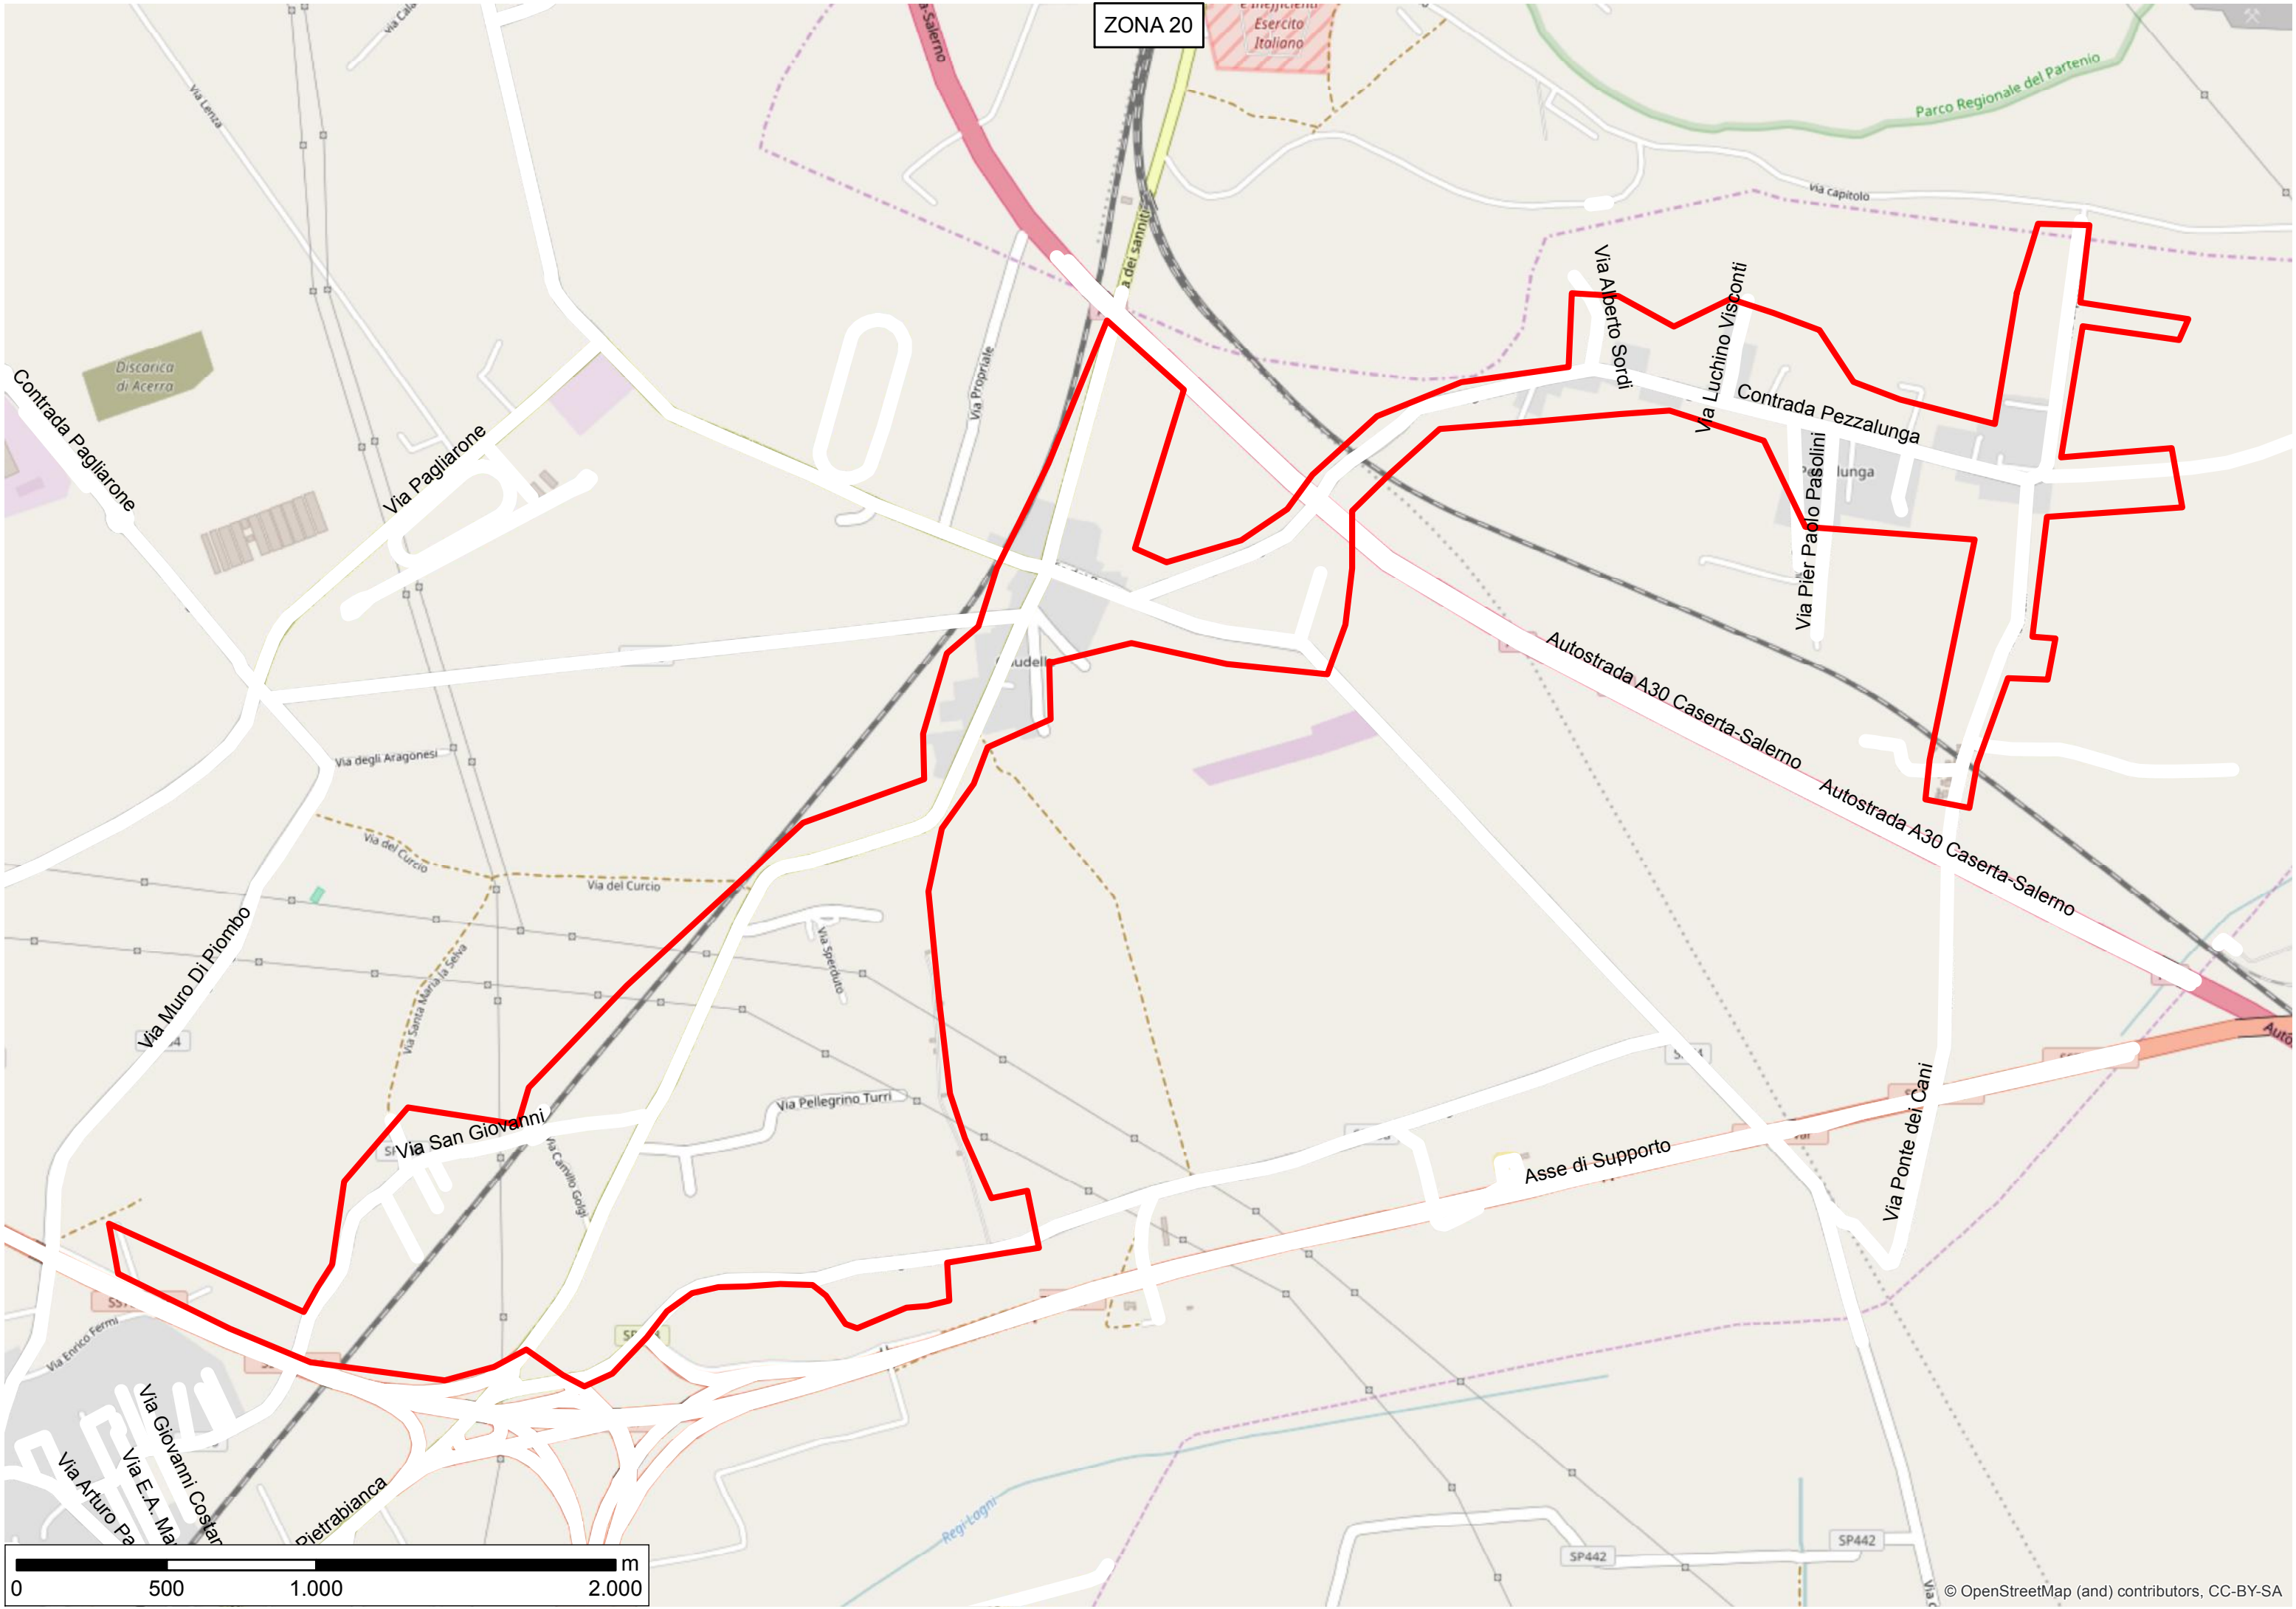 ZONA 20
Esercito
Italiano
a-Salerno
Parco Regionale del Partenio
Via Lenza
via capitolo
a dei sanniti
Via Alberto Sordi
Via Luchino Visconti
Contrada Pezzalunga
Via Pier Paolo Pasolini
Discarica
di Acerra
Contrada Pagliarone
Via Pagliarone
Via Propriale
Autostrada A30 Caserta-Salerno
Autostrada A30 Caserta-Salerno
Via degli Aragonesi
Via del Curcio
Via del Curcio
Via Muro Di Piombo
Via Santa Maria la Selva
Via Sperduto
Via Pellegrino Turri
Via San Giovanni
Via Canvillo Golgi
Asse di Supporto
Via Ponte dei Cani
Via Enrico Fermi
Via Giovanni Costan
Via E.A. Ma
Via Arturo Pa
Pietrabianca
Regi Lagni
SP442
SP442
0 500 1.000 2.000 m
© OpenStreetMap (and) contributors, CC-BY-SA